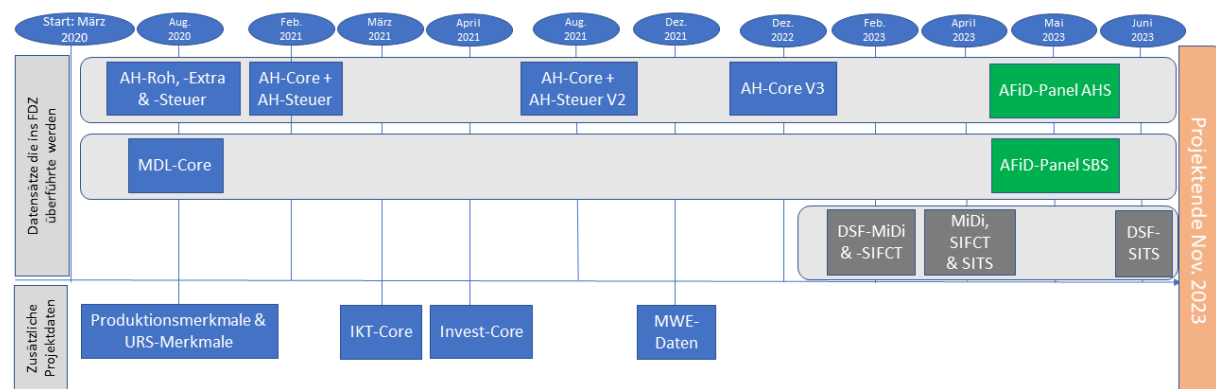 Start: März
2020
Aug.
2020
Feb.
2021
März
2021
April
2021
Aug.
2021
Dez.
2021
Dez.
2022
Feb.
2023
April
2023
Mai
2023
Juni
2023
Datensätze die ins FDZ
überführte werden
AH-Roh, -Extra
& -Steuer
AH-Core +
AH-Steuer
AH-Core +
AH-Steuer V2
AH-Core V3
AFiD-Panel AHS
MDL-Core
AFiD-Panel SBS
DSF-MiDi
& -SIFCT
MiDi,
SIFCT
& SITS
DSF-
SITS
Zusätzliche
Projektdaten
Produktionsmerkmale &
URS-Merkmale
IKT-Core
Invest-Core
MWE-
Daten
Projektende Nov. 2023